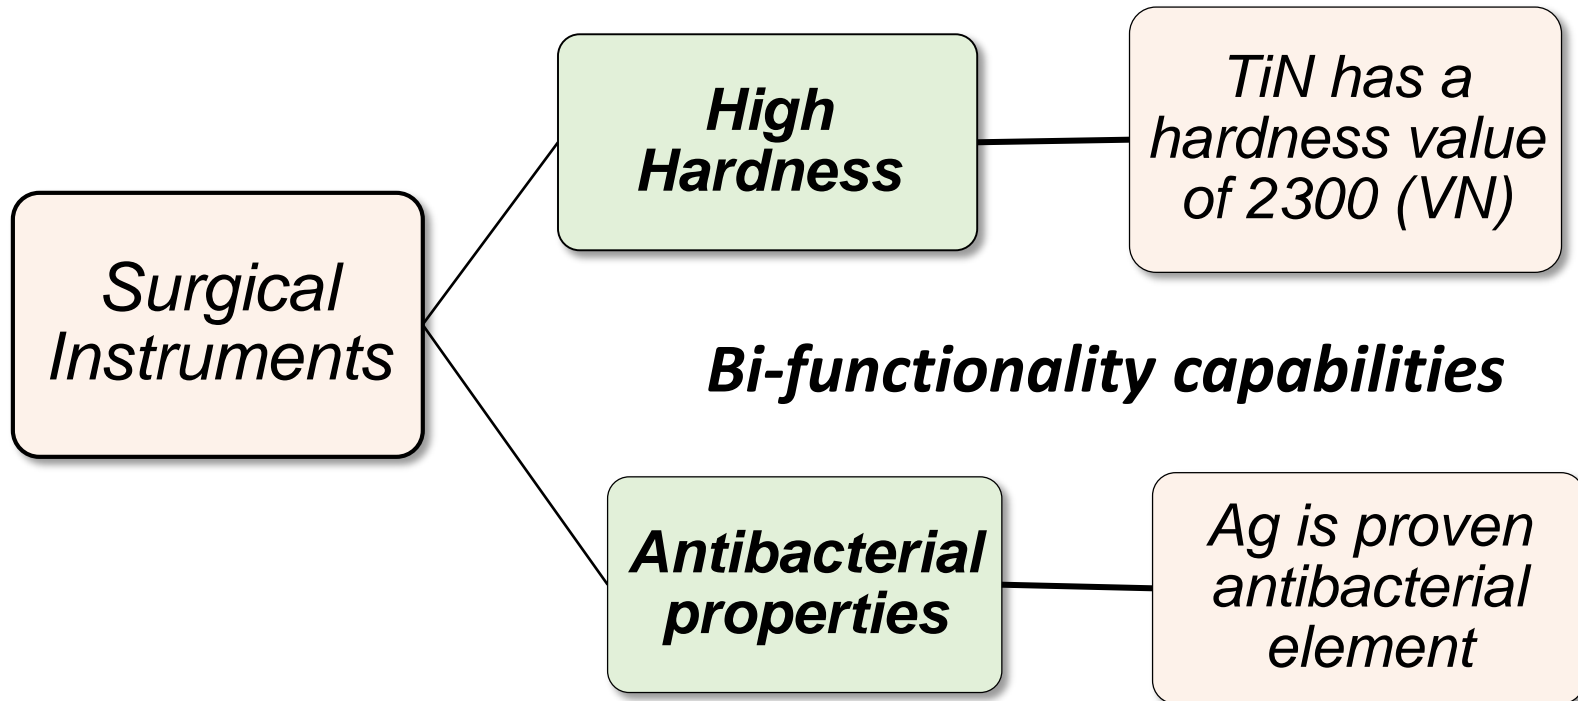 Surgical
Instruments
High
Hardness
TiN has a
hardness value
of 2300 (VN)
Bi-functionality capabilities
Antibacterial
properties
Ag is proven
antibacterial
element